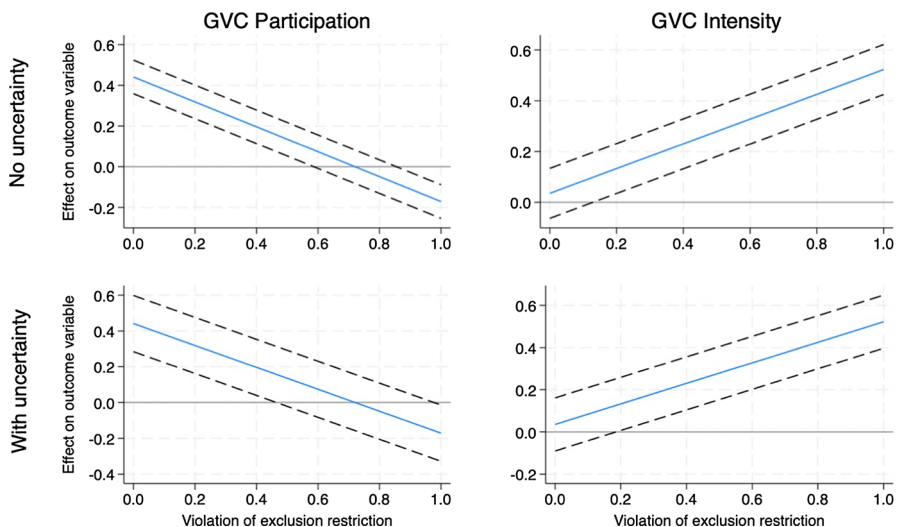 GVC Participation
GVC Intensity
No uncertainty
Effect on outcome variable
0.6
0.4
0.2
0.0
-0.2
0.0 0.2 0.4 0.6 0.8 1.0
0.6
0.4
0.2
0.0
0.0 0.2 0.4 0.6 0.8 1.0
With uncertainty
Effect on outcome variable
0.6
0.4
0.2
0.0
-0.2
-0.4
0.0 0.2 0.4 0.6 0.8 1.0
Violation of exclusion restriction
0.6
0.4
0.2
0.0
-0.2
0.0 0.2 0.4 0.6 0.8 1.0
Violation of exclusion restriction